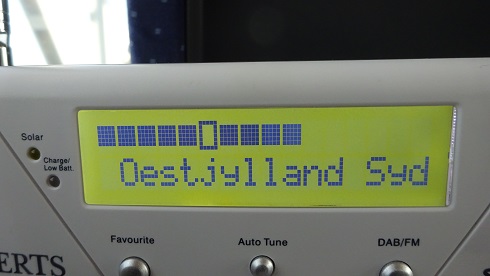 Solar
Charge/
Low Batt.
Oestjylland Syd
ERTS
Favourite
Auto Tune
DAB/FM